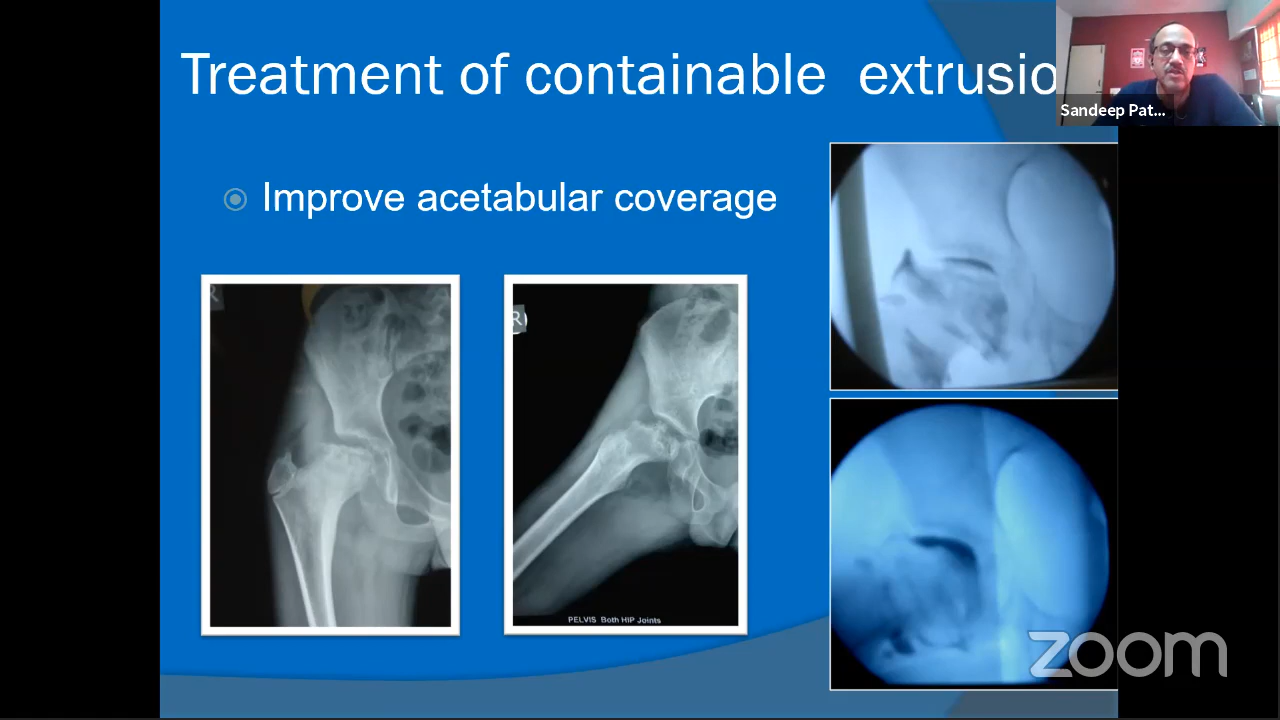 Treatment of containable extrusio
Sandeep Pat...
Improve acetabular coverage
R
R
PELVIS Both HIP Joints
zoom